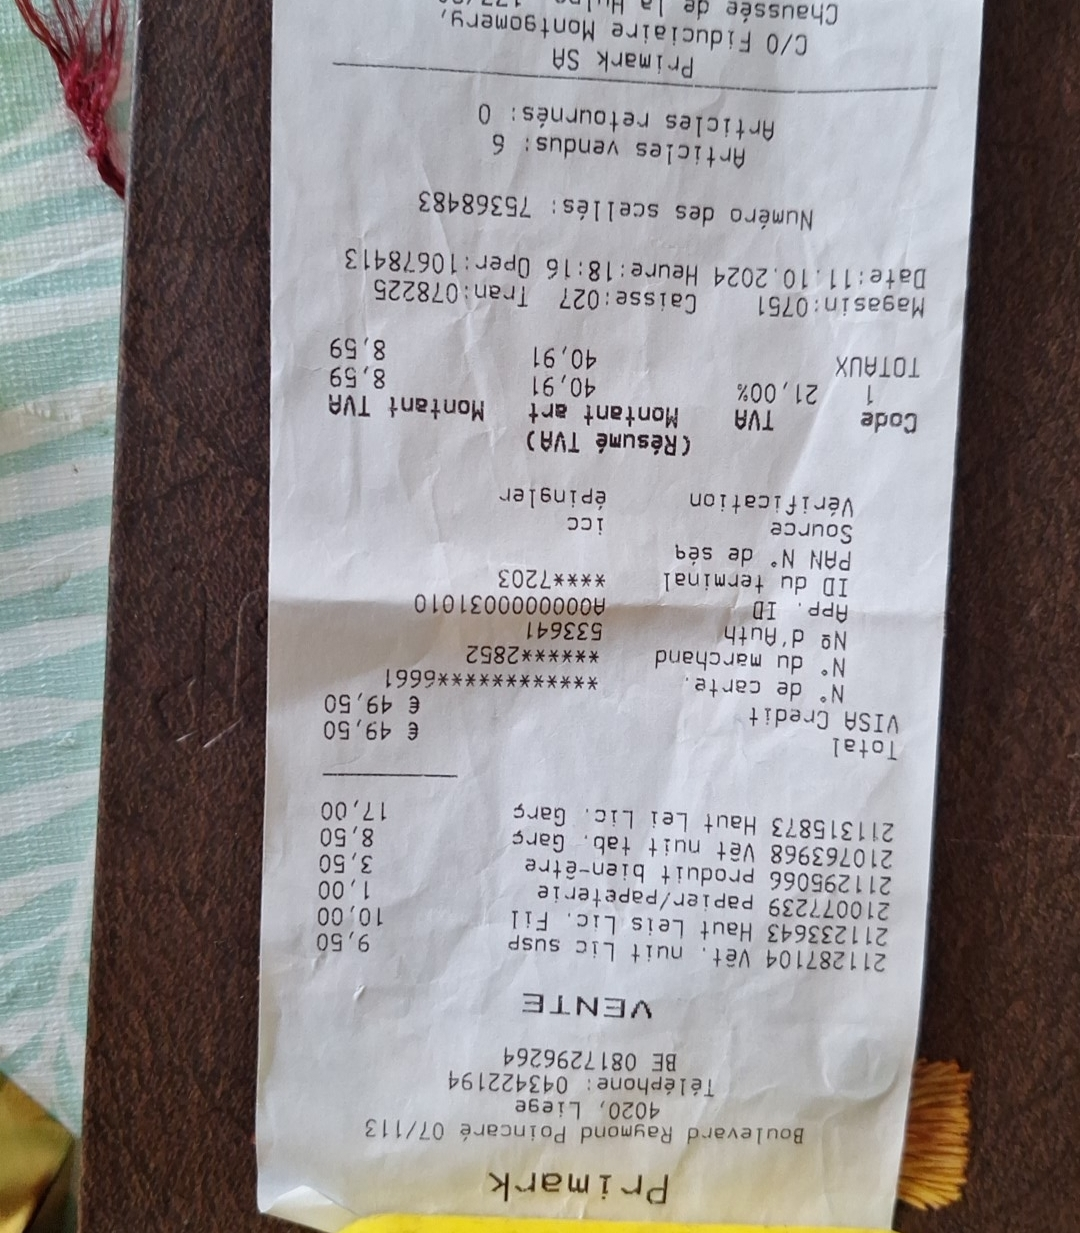 Primark
Boulevard Raymond Poincaré 07/113
4020, Liege
Téléphone: 043422194
BE 0817296264
VENTE
211287104 Vêt. nuit Lic susp 9,50
211233643 Haut Leis Lic. Fil 10,00
210077239 Papier/papeterie 1,00
211295066 Produit bien-être 3,50
210763968 Vêt nuit tab. Garç 8,50
211315873 Haut Lei Lic. Garç 17,00
Total € 49,50
VISA Credit € 49,50
N° de carte. ***************6661
N° du marchand *******2852
Nº d'Auth 533641
App. ID A0000000031010
ID du terminal ****7203
PAN N° de séq
Source icc
Vérification épingler
(Résumé TVA)
Code TVA Montant art Montant TVA
1 21,00% 40,91 8,59
TOTAUX 40,91 8,59
Magasin:0751 Caisse:027 Tran:078225
Date:11.10.2024 Heure:18:16 Oper:10678413
Numéro des scellés: 75368483
Articles vendus: 6
Articles retournés: 0
Primark SA
C/O Fiduciaire Montgomery,
Chaussée de la